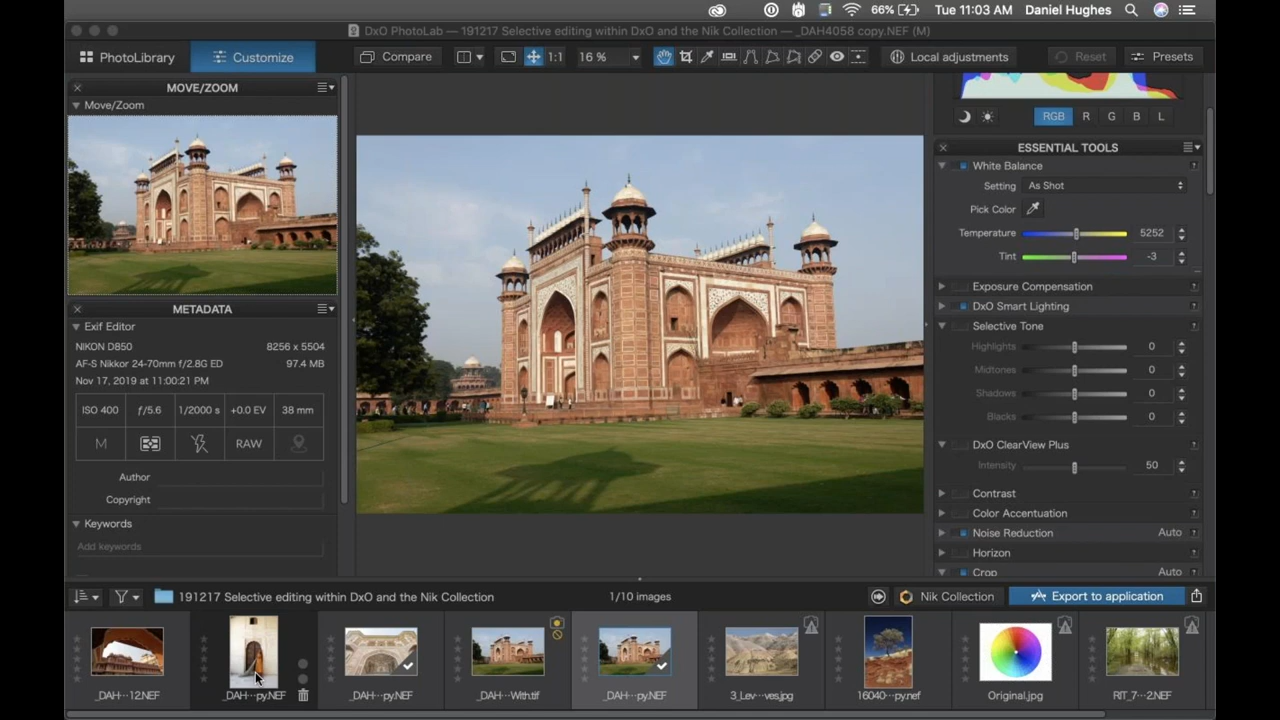 66% Tue 11:03 AM Daniel Hughes
DxO PhotoLab — 191217 Selective editing within DxO and the Nik Collection — _DAH4058 copy.NEF (M)
PhotoLibrary Customize Compare 1:1 16 % Local adjustments Reset Presets
MOVE/ZOOM
Move/Zoom
METADATA
Exif Editor
NIKON D850 8256 x 5504
AF-S Nikkor 24-70mm f/2.8G ED 97.4 MB
Nov 17, 2019 at 11:00:21 PM
ISO 400 ƒ/5.6 1/2000 s +0.0 EV 38 mm
M RAW
Author
Copyright
Keywords
Add keywords
RGB R G B L
ESSENTIAL TOOLS
White Balance ?
Setting As Shot
Pick Color
Temperature 5252
Tint -3
Exposure Compensation ?
DxO Smart Lighting ?
Selective Tone ?
Highlights 0
Midtones 0
Shadows 0
Blacks 0
DxO ClearView Plus ?
Intensity 50
Contrast ?
Color Accentuation ?
Noise Reduction Auto ?
Horizon ?
Crop Auto ?
191217 Selective editing within DxO and the Nik Collection 1/10 images Nik Collection Export to application
_DAH···12.NEF _DAH···py.NEF _DAH···py.NEF _DAH···With.tif _DAH···py.NEF 3_Lev···ves.jpg 16040···py.nef Original.jpg RIT_7···2.NEF